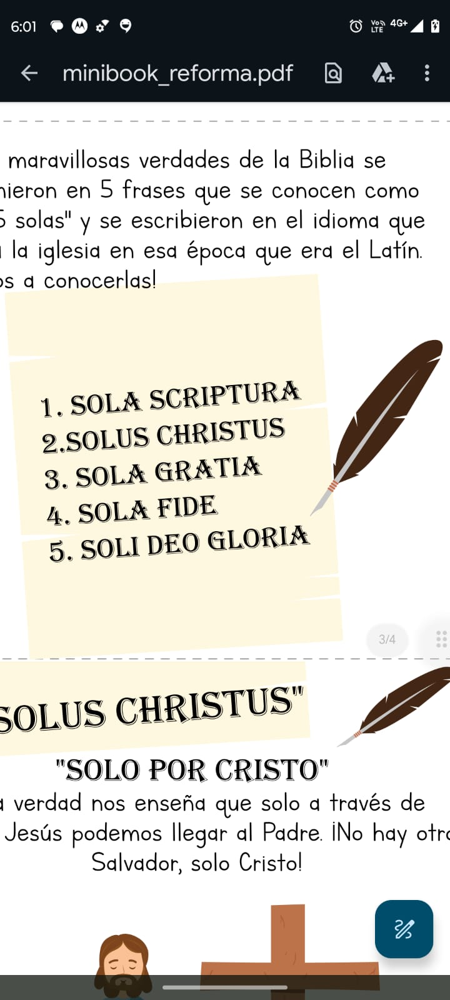 6:01
Vo)) LTE 4G+
minibook_reforma.pdf
maravillosas verdades de la Biblia se
nieron en 5 frases que se conocen como
5 solas" y se escribieron en el idioma que
la iglesia en esa época que era el Latín.
os a conocerlas!
1. SOLA SCRIPTURA
2.SOLUS CHRISTUS
3. SOLA GRATIA
4. SOLA FIDE
5. SOLI DEO GLORIA
3/4
SOLUS CHRISTUS"
"SOLO POR CRISTO"
a verdad nos enseña que solo a través de
Jesús podemos llegar al Padre. ¡No hay otro
Salvador, solo Cristo!